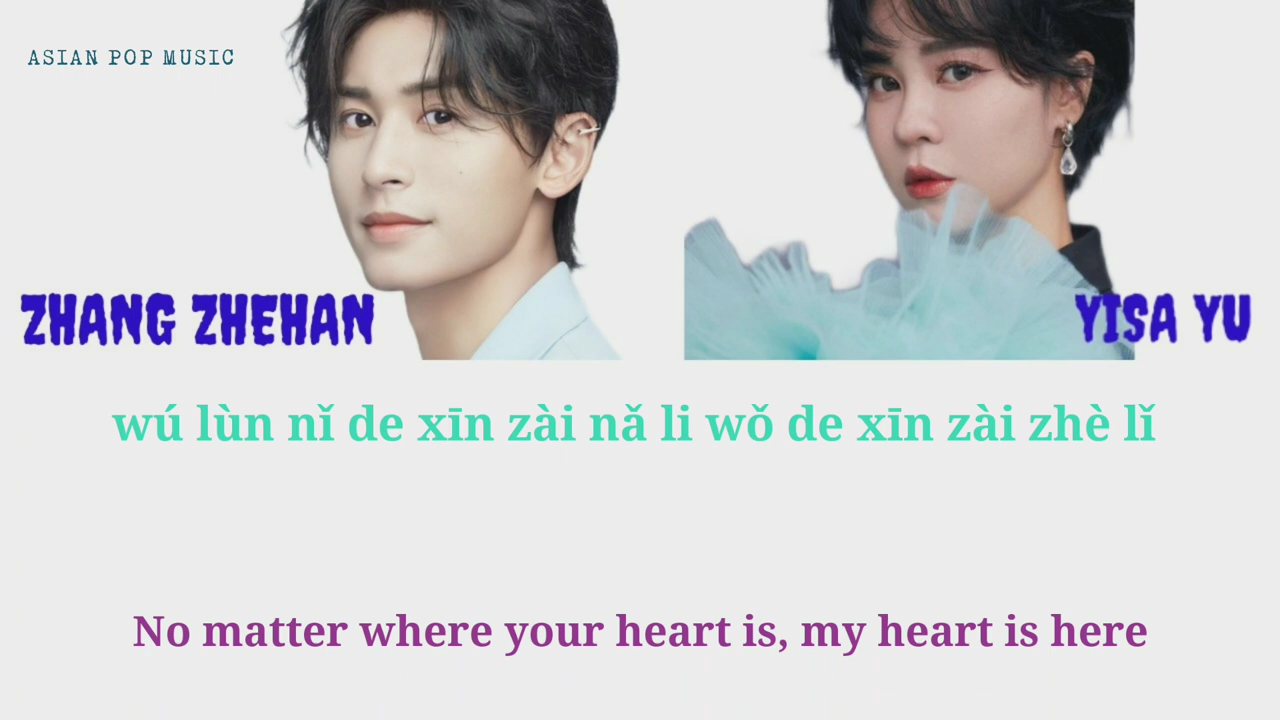 ASIAN POP MUSIC
ZHANG ZHEHAN
YISA YU
wú lùn nǐ de xīn zài nǎ li wǒ de xīn zài zhè lǐ
No matter where your heart is, my heart is here